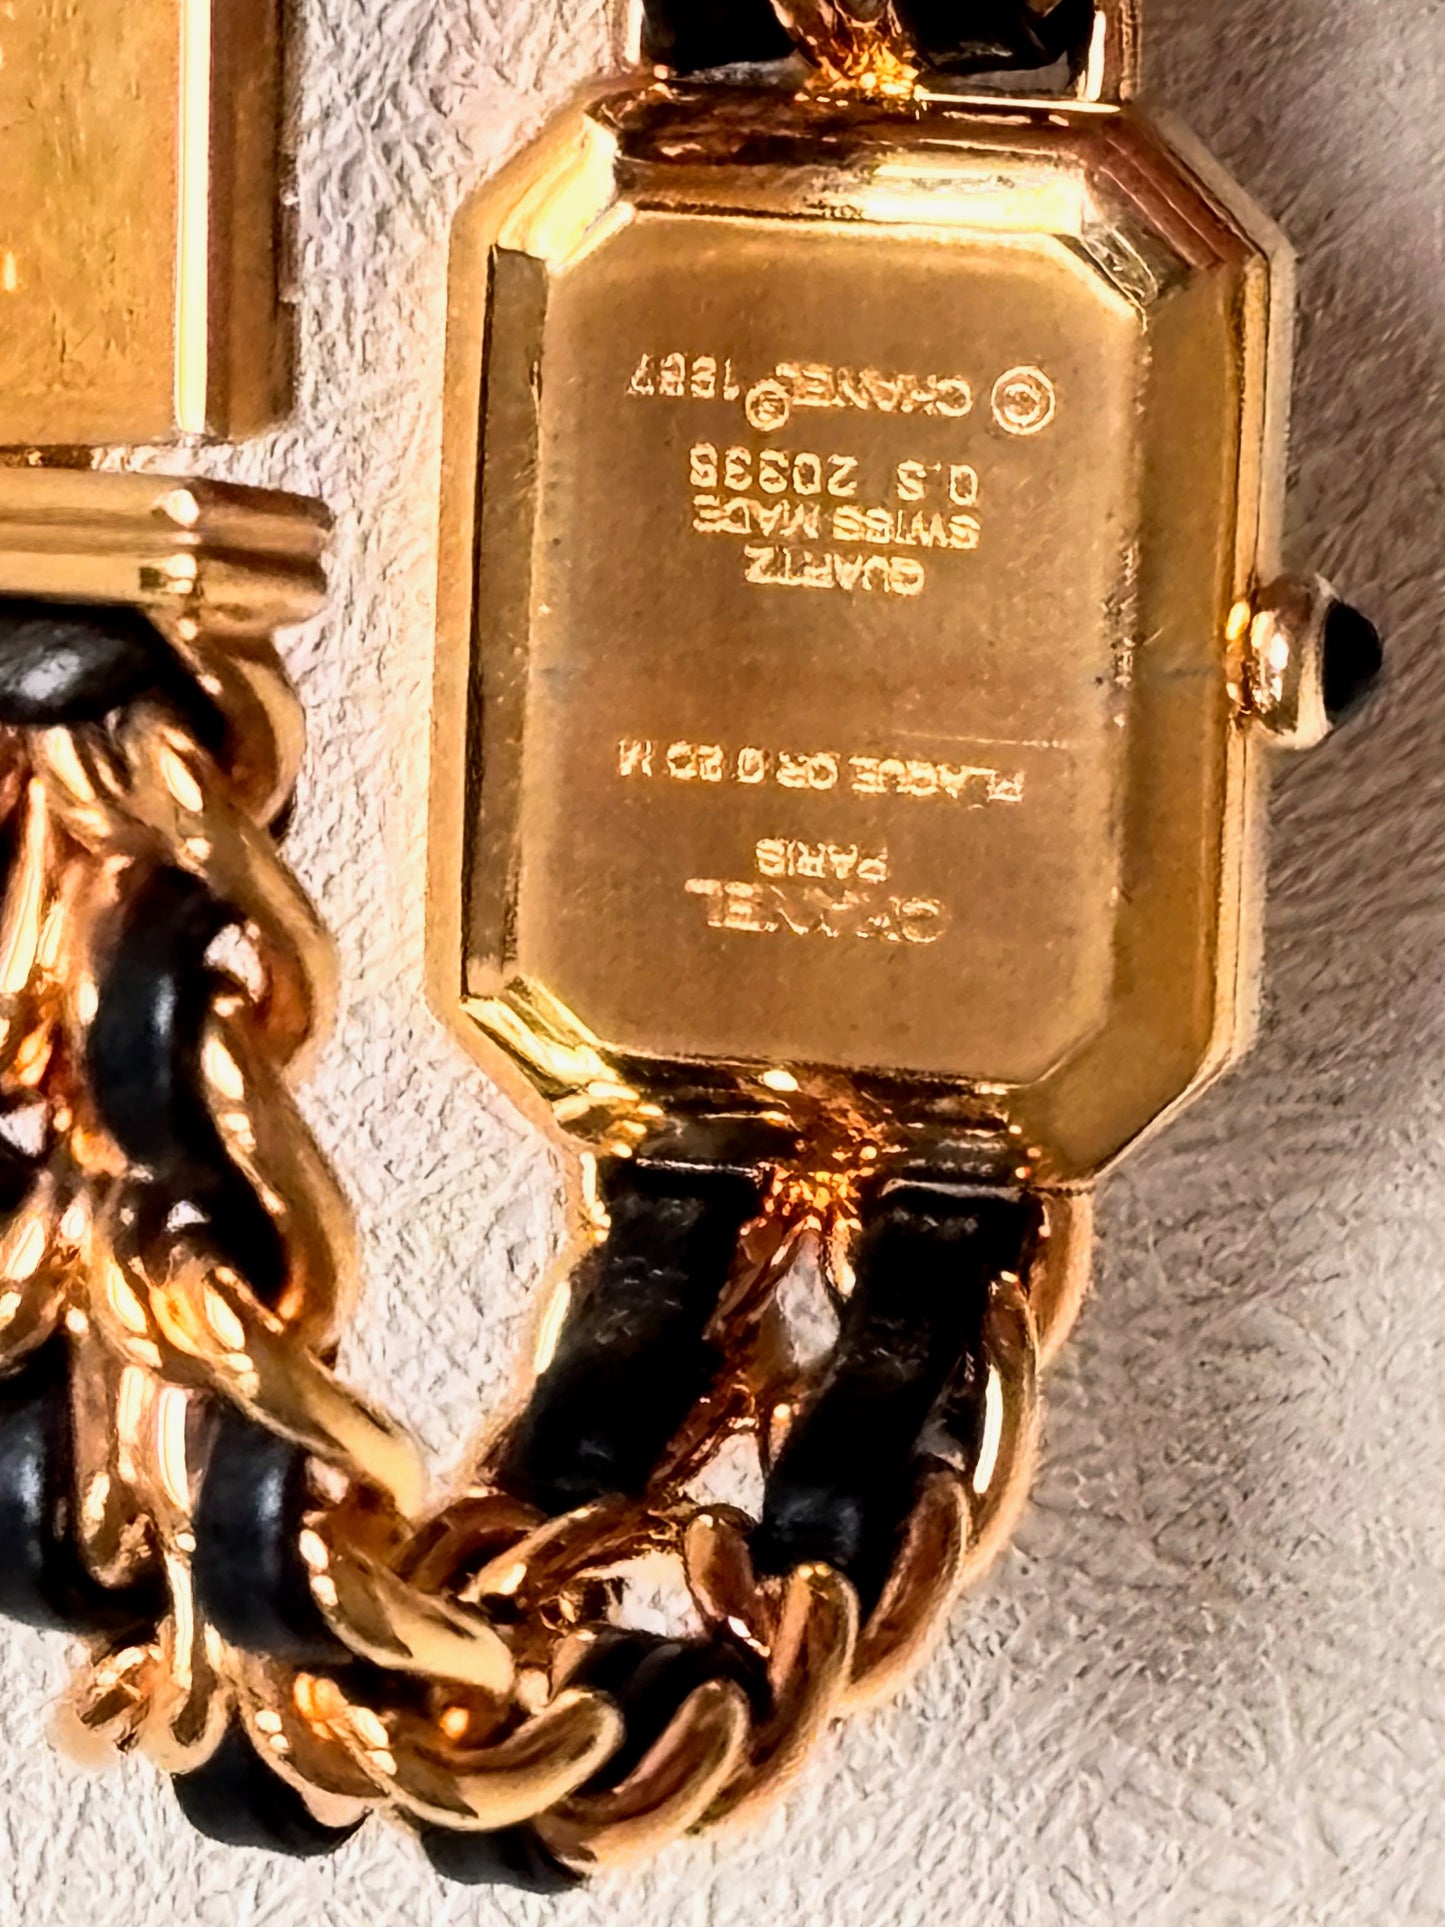 CHANEL
PARIS
PLAQUE OR G 20 M
QUARTZ
SWISS MADE
© CHANEL ® 1987